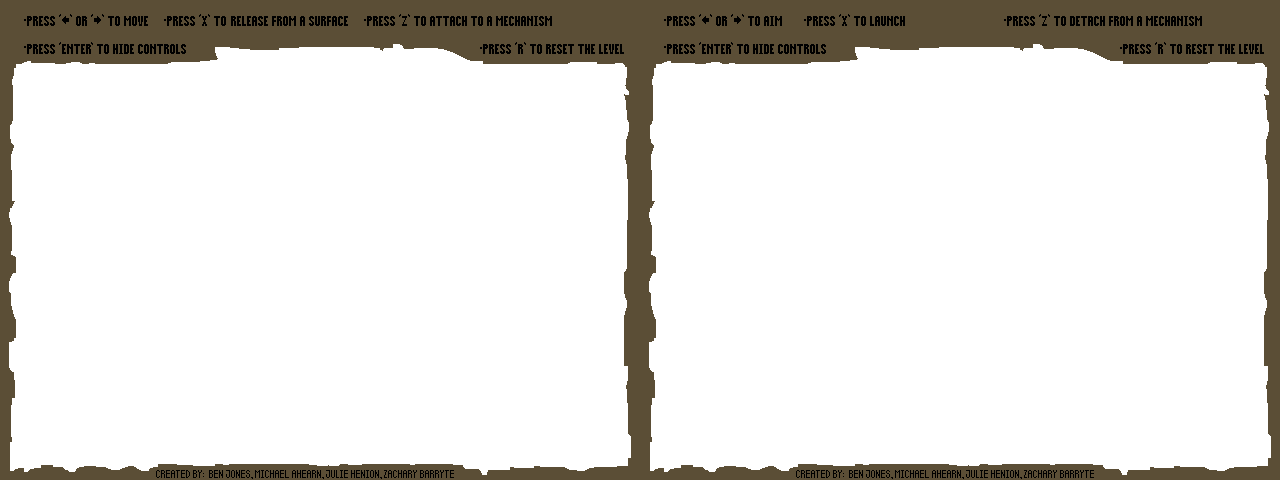 ·PRESS '←' OR '→' TO MOVE ·PRESS 'X' TO RELEASE FROM A SURFACE ·PRESS 'Z' TO ATTACH TO A MECHANISM
·PRESS 'ENTER' TO HIDE CONTROLS ·PRESS 'R' TO RESET THE LEVEL
CREATED BY: BEN JONES, MICHAEL AHEARN, JULIE HENION, ZACHARY BARRYTE
·PRESS '←' OR '→' TO AIM ·PRESS 'X' TO LAUNCH ·PRESS 'Z' TO DETACH FROM A MECHANISM
·PRESS 'ENTER' TO HIDE CONTROLS ·PRESS 'R' TO RESET THE LEVEL
CREATED BY: BEN JONES, MICHAEL AHEARN, JULIE HENION, ZACHARY BARRYTE